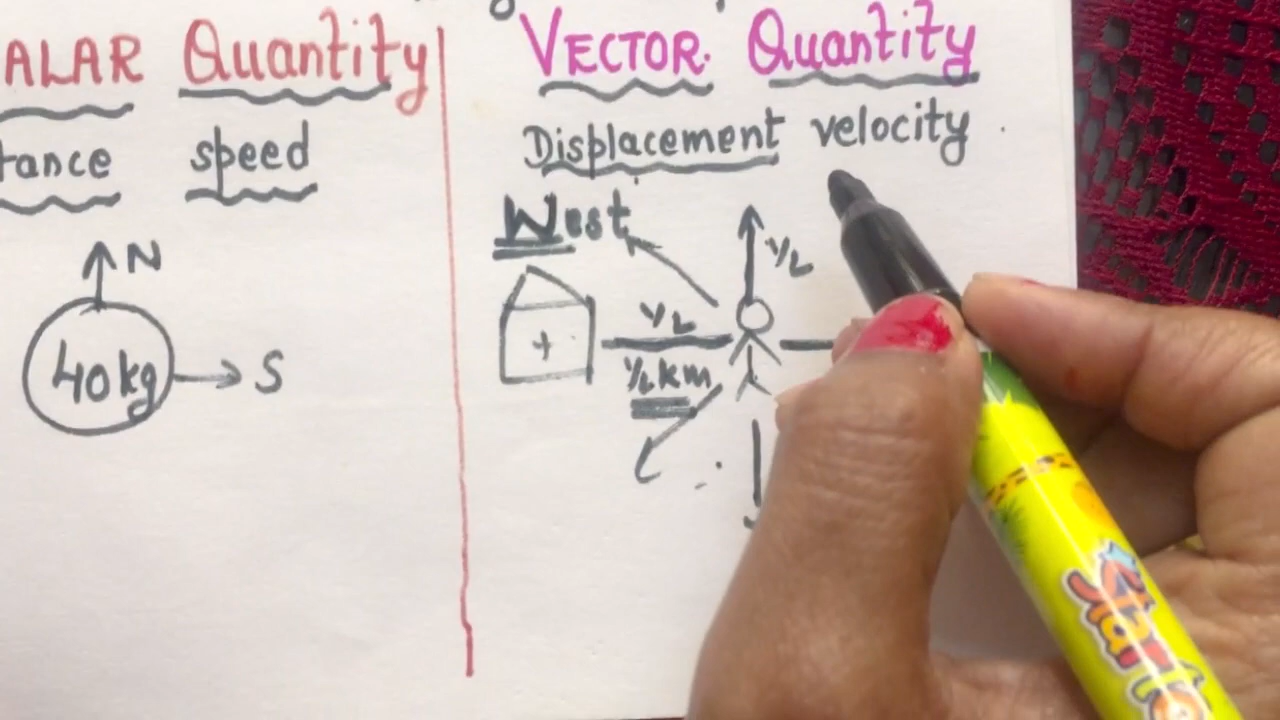 ALAR Quantity
tance speed
N
40kg
S
VECTOR. Quantity
Displacement velocity
West
½
½
½ km